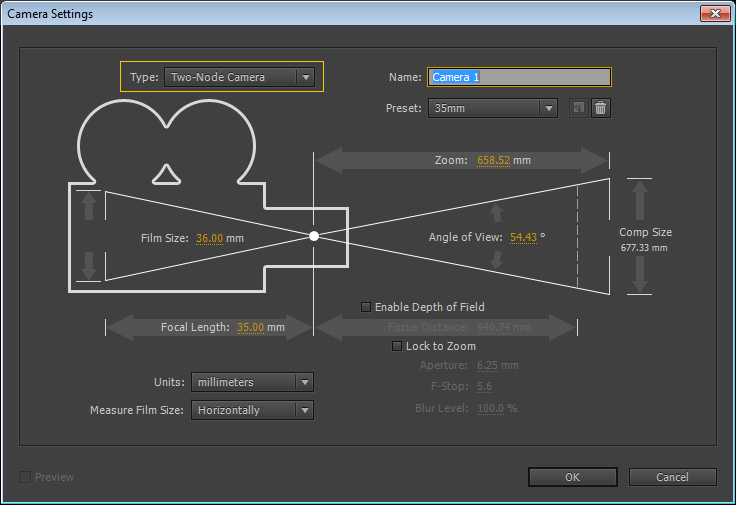 Camera Settings
Type: Two-Node Camera
Name: Camera 1
Preset: 35mm
Zoom: 658.52 mm
Film Size: 36.00 mm
Angle of View: 54.43 °
Comp Size
677.33 mm
Enable Depth of Field
Focal Length: 35.00 mm
Focus Distance: 940.74 mm
Lock to Zoom
Aperture: 6.25 mm
Units: millimeters
F-Stop: 5.6
Measure Film Size: Horizontally
Blur Level: 100.0 %
Preview
OK
Cancel